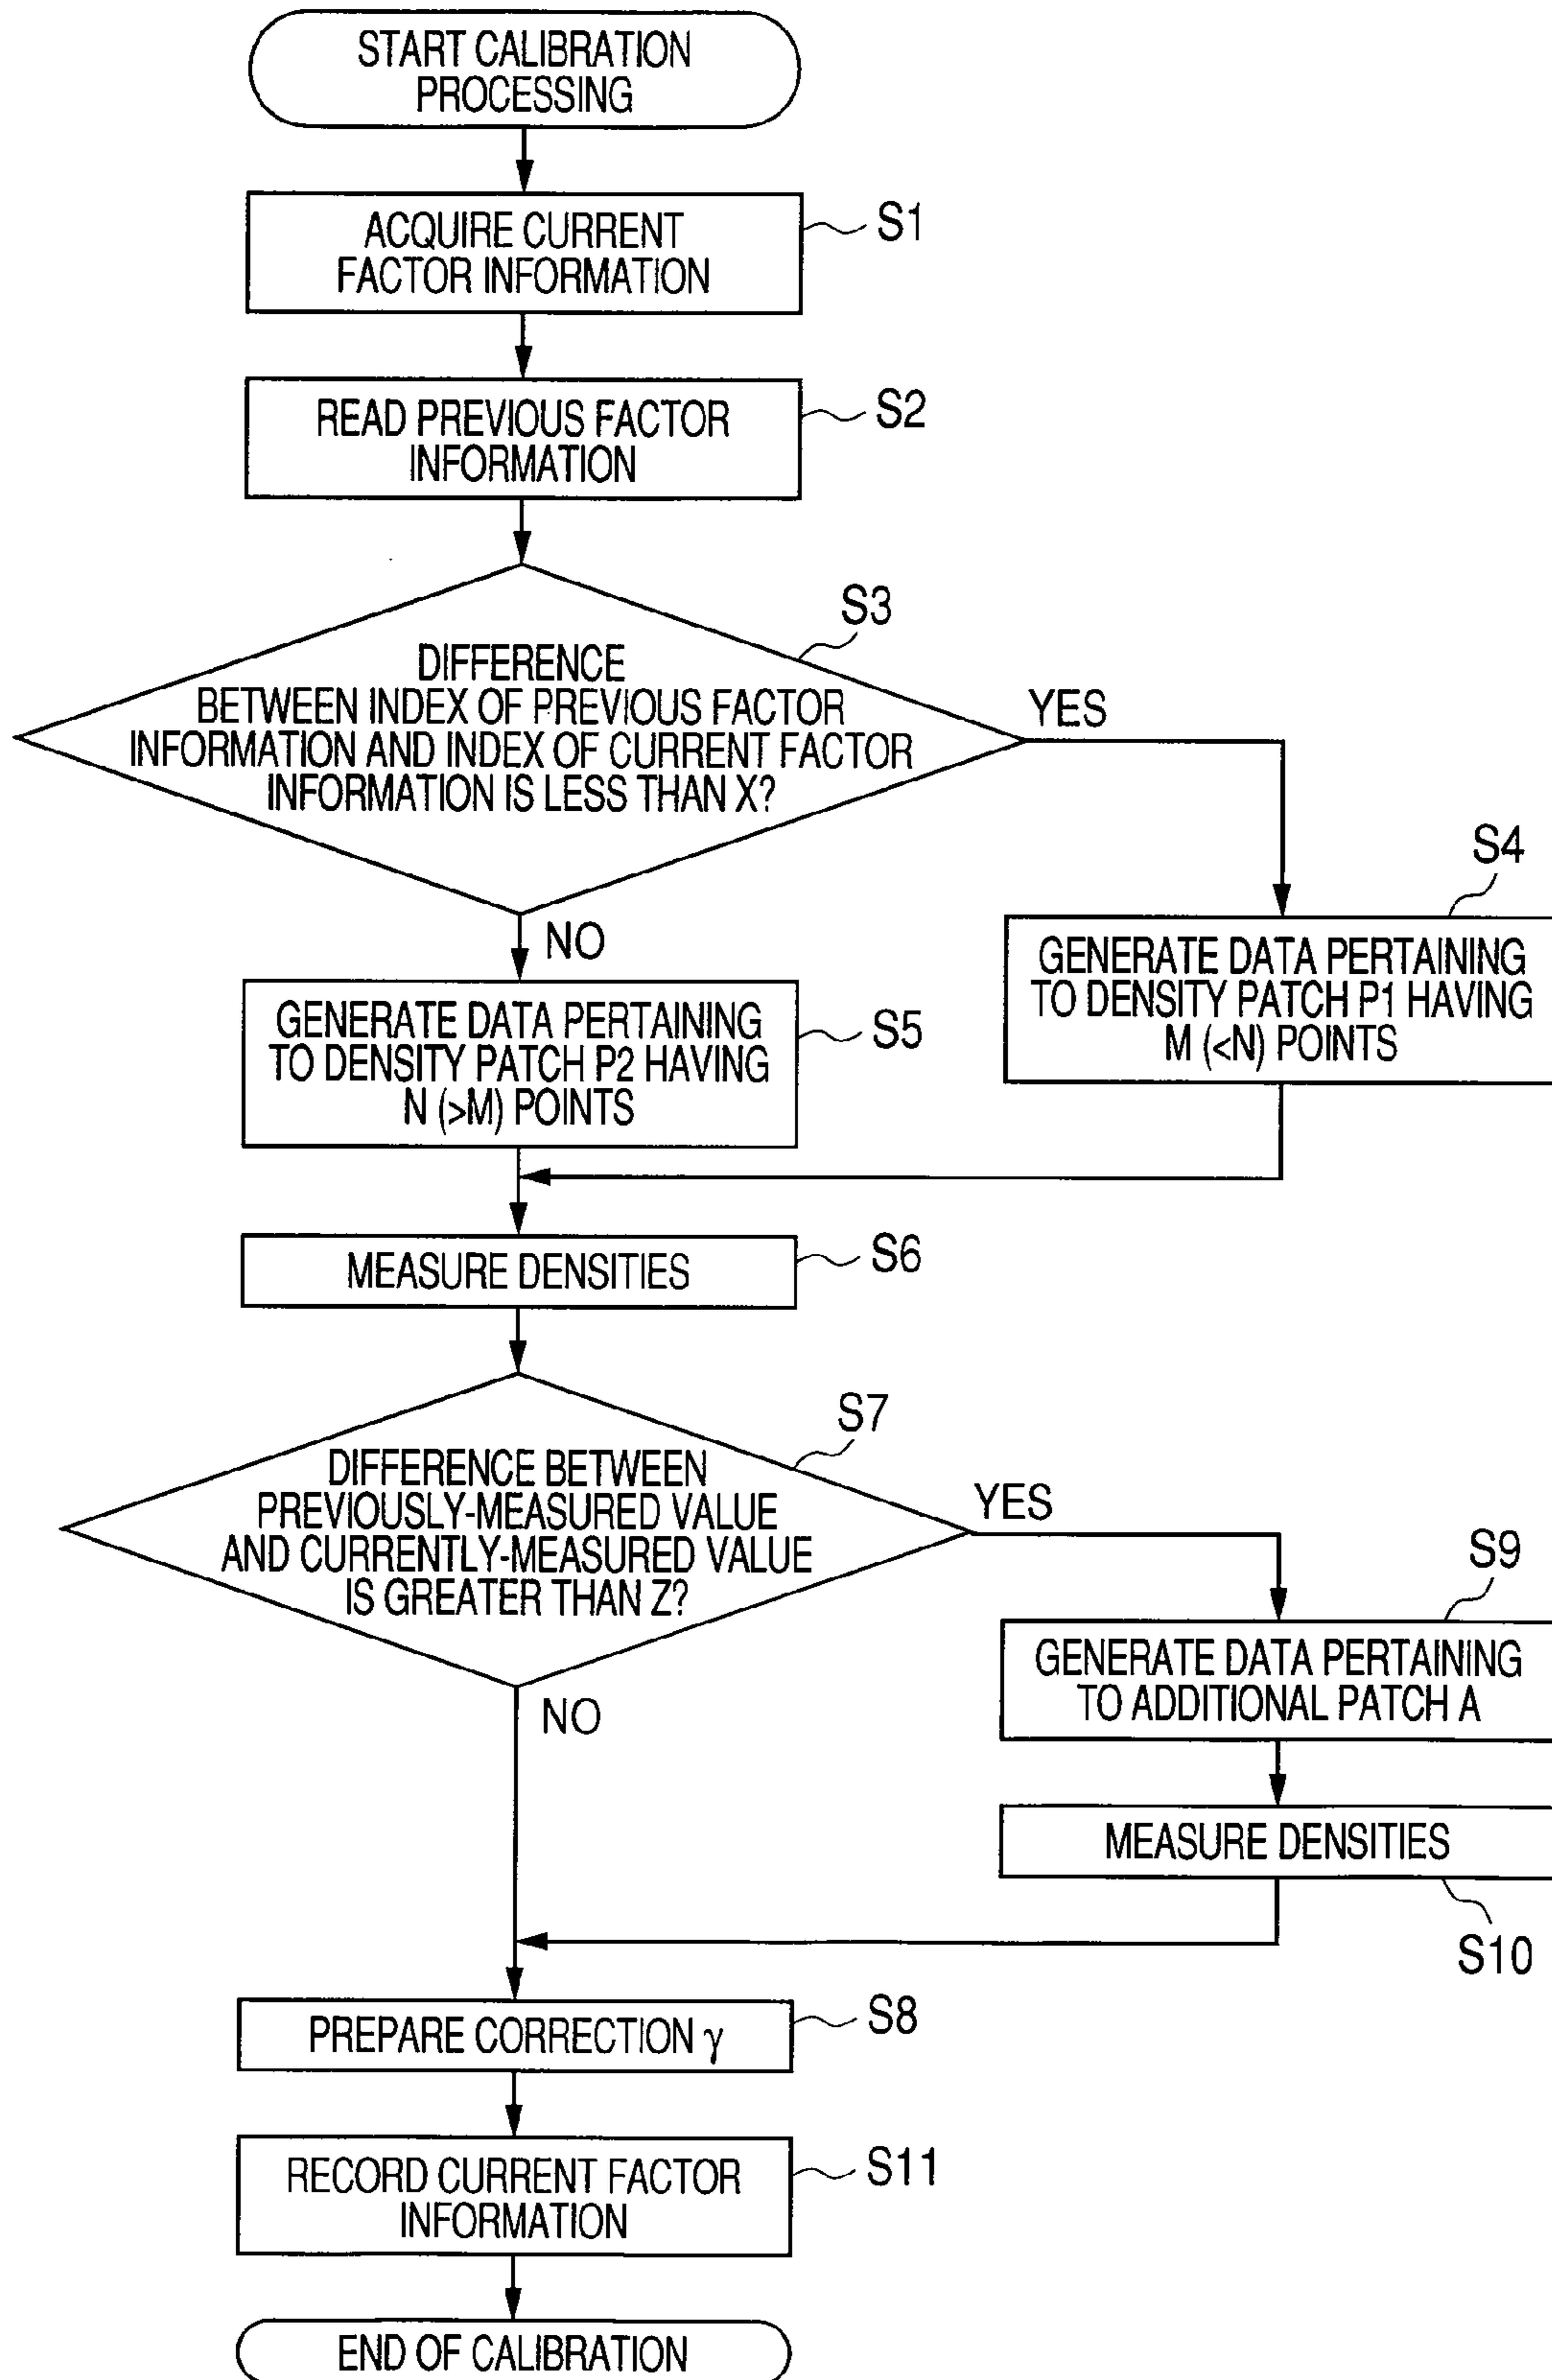 START CALIBRATION
PROCESSING
ACQUIRE CURRENT
FACTOR INFORMATION
S1
READ PREVIOUS FACTOR
INFORMATION
S2
S3
DIFFERENCE
BETWEEN INDEX OF PREVIOUS FACTOR
INFORMATION AND INDEX OF CURRENT FACTOR
INFORMATION IS LESS THAN X?
YES
NO
S4
GENERATE DATA PERTAINING
TO DENSITY PATCH P1 HAVING
M (<N) POINTS
GENERATE DATA PERTAINING
TO DENSITY PATCH P2 HAVING
N (>M) POINTS
S5
MEASURE DENSITIES
S6
S7
DIFFERENCE BETWEEN
PREVIOUSLY-MEASURED VALUE
AND CURRENTLY-MEASURED VALUE
IS GREATER THAN Z?
YES
NO
S9
GENERATE DATA PERTAINING
TO ADDITIONAL PATCH A
MEASURE DENSITIES
S10
PREPARE CORRECTION γ
S8
RECORD CURRENT FACTOR
INFORMATION
S11
END OF CALIBRATION